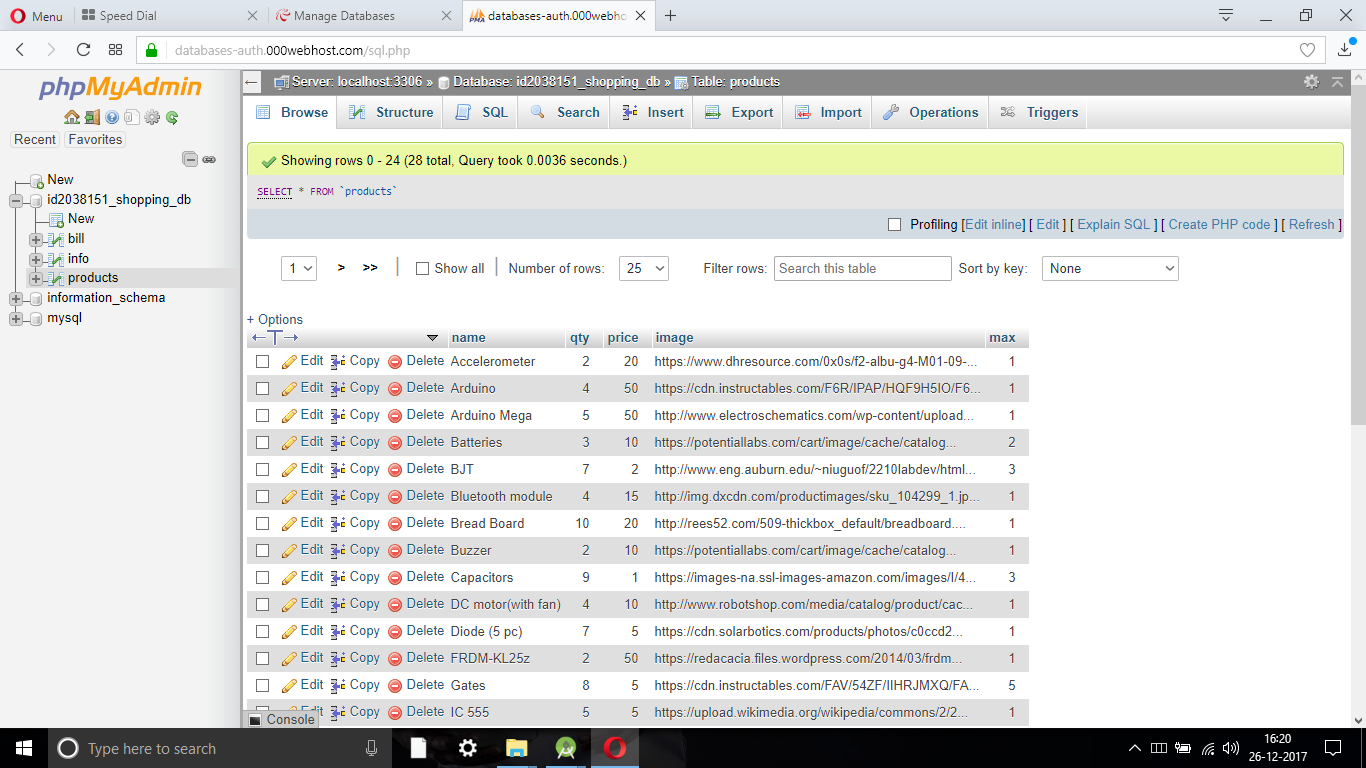 Menu Speed Dial Manage Databases databases-auth.000webho
databases-auth.000webhost.com/sql.php
phpMyAdmin
Recent Favorites
New
id2038151_shopping_db
New
bill
info
products
information_schema
mysql
Server: localhost:3306 » Database: id2038151_shopping_db » Table: products
Browse Structure SQL Search Insert Export Import Operations Triggers
Showing rows 0 - 24 (28 total, Query took 0.0036 seconds.)
SELECT * FROM `products`
Profiling [Edit inline] [ Edit ] [ Explain SQL ] [ Create PHP code ] [ Refresh ]
1 > >> Show all Number of rows: 25 Filter rows: Search this table Sort by key: None
+ Options
←T→ name qty price image max
Edit Copy Delete Accelerometer 2 20 https://www.dhresource.com/0x0s/f2-albu-g4-M01-09-... 1
Edit Copy Delete Arduino 4 50 https://cdn.instructables.com/F6R/IPAP/HQF9H5IO/F6... 1
Edit Copy Delete Arduino Mega 5 50 http://www.electroschematics.com/wp-content/upload... 1
Edit Copy Delete Batteries 3 10 https://potentiallabs.com/cart/image/cache/catalog... 2
Edit Copy Delete BJT 7 2 http://www.eng.auburn.edu/~niuguof/2210labdev/html... 3
Edit Copy Delete Bluetooth module 4 15 http://img.dxcdn.com/productimages/sku_104299_1.jp... 1
Edit Copy Delete Bread Board 10 20 http://rees52.com/509-thickbox_default/breadboard.... 1
Edit Copy Delete Buzzer 2 10 https://potentiallabs.com/cart/image/cache/catalog... 1
Edit Copy Delete Capacitors 9 1 https://images-na.ssl-images-amazon.com/images/I/4... 3
Edit Copy Delete DC motor(with fan) 4 10 http://www.robotshop.com/media/catalog/product/cac... 1
Edit Copy Delete Diode (5 pc) 7 5 https://cdn.solarbotics.com/products/photos/c0ccd2... 1
Edit Copy Delete FRDM-KL25z 2 50 https://redacacia.files.wordpress.com/2014/03/frdm... 1
Edit Copy Delete Gates 8 5 https://cdn.instructables.com/FAV/54ZF/IIHRJMXQ/FA... 5
Edit Copy Delete IC 555 5 5 https://upload.wikimedia.org/wikipedia/commons/2/2... 1
Console
Type here to search
16:20
26-12-2017